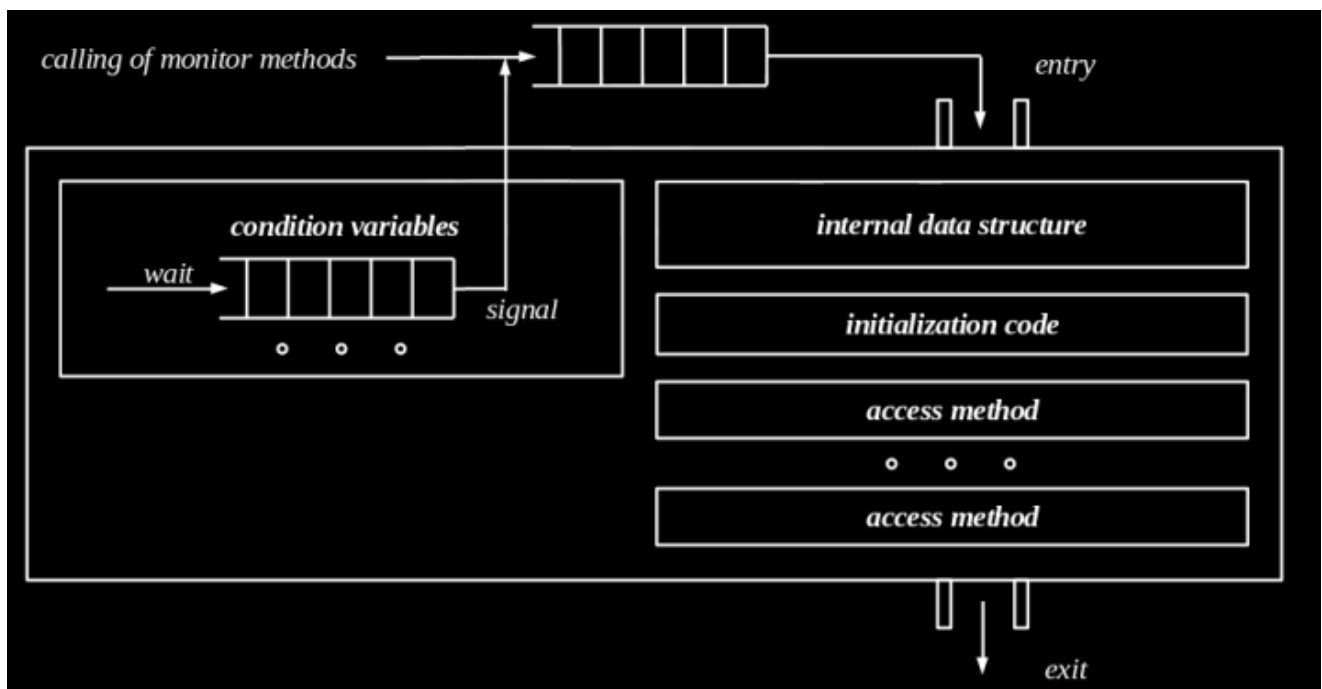 calling of monitor methods
entry
condition variables
wait
signal
internal data structure
initialization code
access method
access method
exit